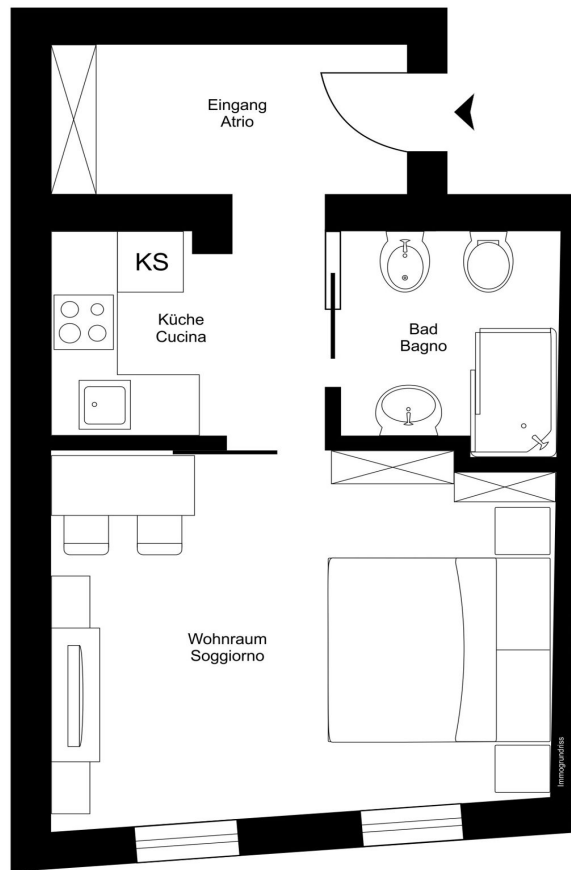 Eingang
Atrio
KS
Küche
Cucina
Bad
Bagno
Wohnraum
Soggiorno
Immogrundriss